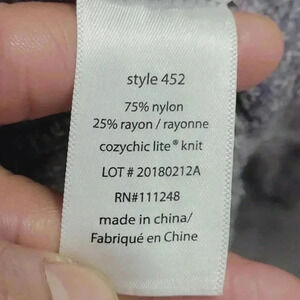 style 452
75% nylon
25% rayon / rayonne
cozychic lite® knit
LOT # 20180212A
RN#111248
made in china/
Fabriqué en Chine